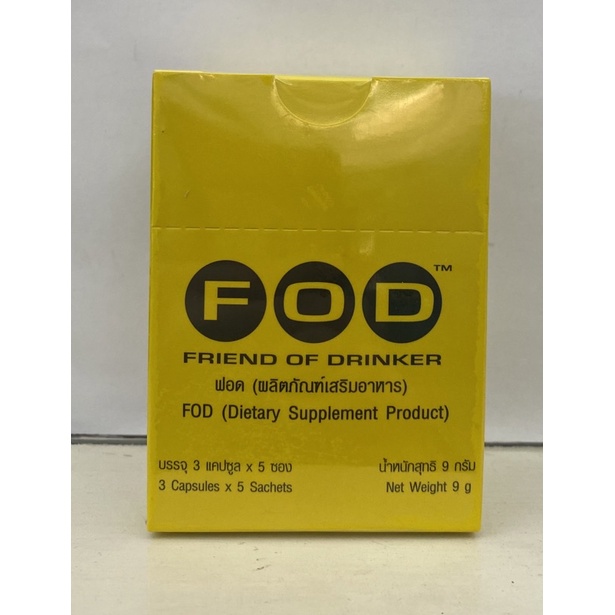 FOD™
FRIEND OF DRINKER
ฟอด (ผลิตภัณฑ์เสริมอาหาร)
FOD (Dietary Supplement Product)
บรรจุ 3 แคปซูล x 5 ซอง น้ำหนักสุทธิ 9 กรัม
3 Capsules x 5 Sachets Net Weight 9 g